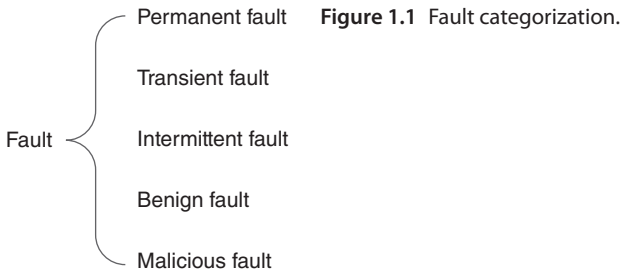 Permanent fault
Figure 1.1 Fault categorization.
Transient fault
Fault
Intermittent fault
Benign fault
Malicious fault